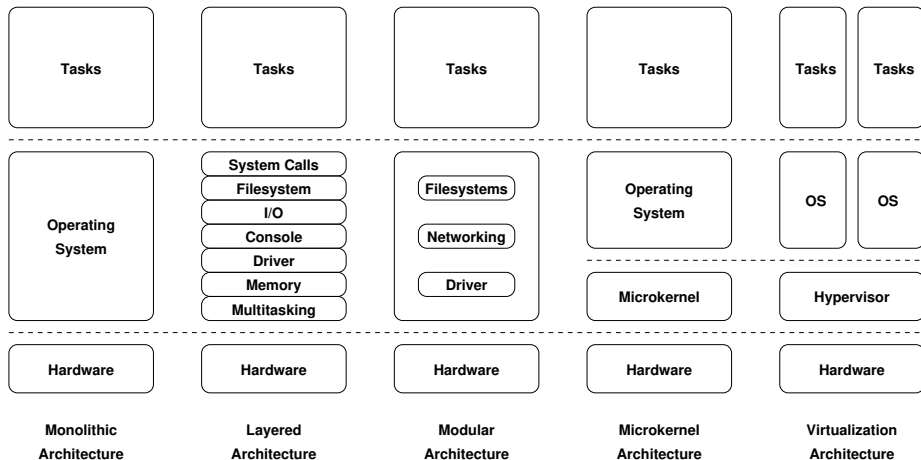 Tasks
Tasks
Tasks
Tasks
Tasks
Tasks
Operating
System
System Calls
Filesystem
I/O
Console
Driver
Memory
Multitasking
Filesystems
Networking
Driver
Operating
System
Microkernel
OS
OS
Hypervisor
Hardware
Hardware
Hardware
Hardware
Hardware
Monolithic
Architecture
Layered
Architecture
Modular
Architecture
Microkernel
Architecture
Virtualization
Architecture